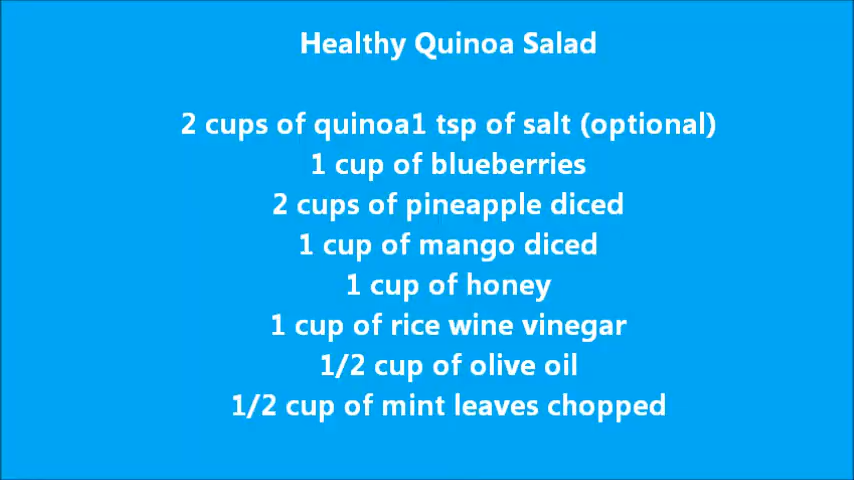 Healthy Quinoa Salad
2 cups of quinoa1 tsp of salt (optional)
1 cup of blueberries
2 cups of pineapple diced
1 cup of mango diced
1 cup of honey
1 cup of rice wine vinegar
1/2 cup of olive oil
1/2 cup of mint leaves chopped